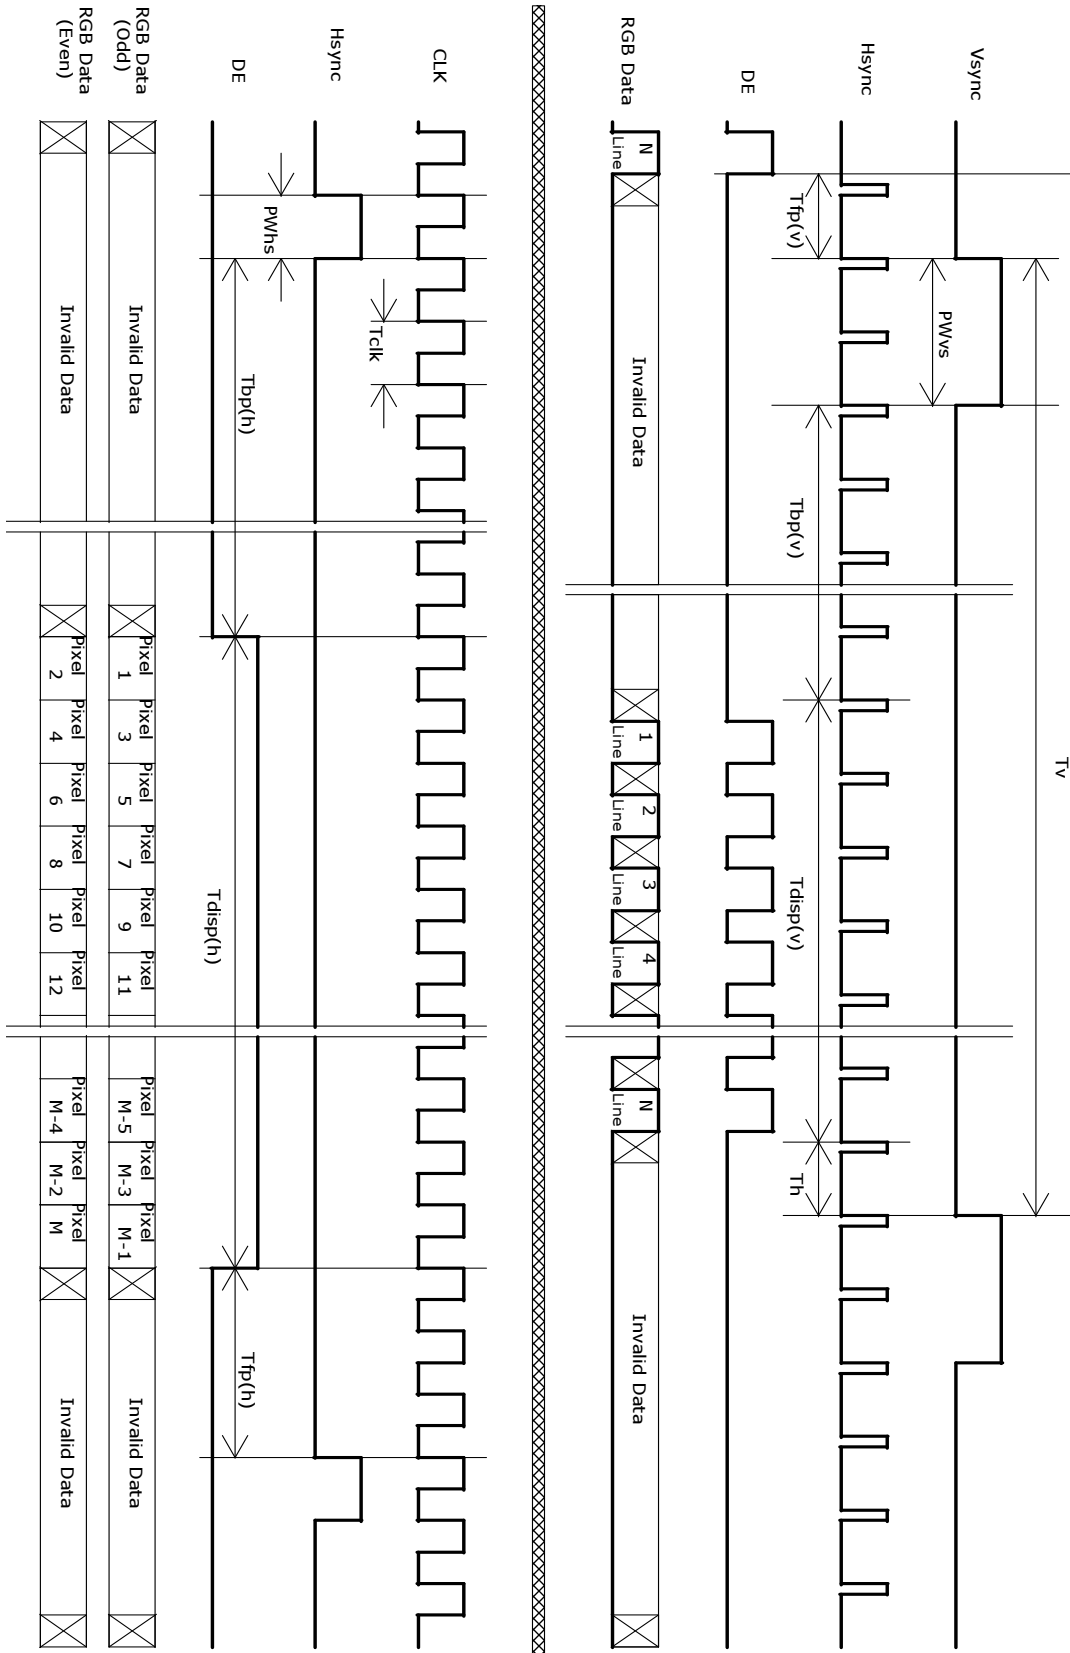 Tv
Vsync
PWvs
Hsync
Tfp(v)
Tbp(v)
Tdisp(v)
Th
DE
RGB Data
N
Line
Invalid Data
1
Line
2
Line
3
Line
4
Line
N
Line
Invalid Data
CLK
Tclk
Hsync
PWhs
DE
Tbp(h)
Tdisp(h)
Tfp(h)
RGB Data
(Odd)
Invalid Data
Pixel
1
Pixel
3
Pixel
5
Pixel
7
Pixel
9
Pixel
11
Pixel
M-5
Pixel
M-3
Pixel
M-1
Invalid Data
RGB Data
(Even)
Invalid Data
Pixel
2
Pixel
4
Pixel
6
Pixel
8
Pixel
10
Pixel
12
Pixel
M-4
Pixel
M-2
Pixel
M
Invalid Data